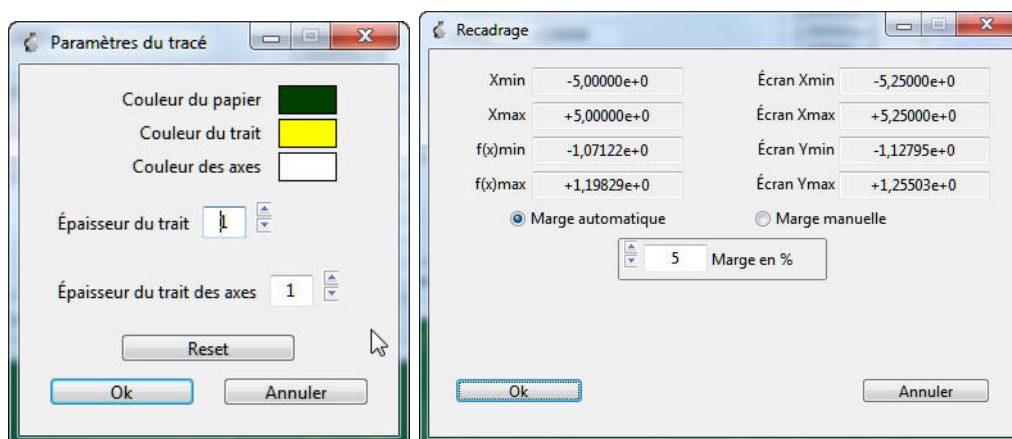 Paramètres du tracé
Couleur du papier
Couleur du trait
Couleur des axes
Épaisseur du trait 1
Épaisseur du trait des axes 1
Reset
Ok Annuler
Recadrage
Xmin -5,00000e+0 Écran Xmin -5,25000e+0
Xmax +5,00000e+0 Écran Xmax +5,25000e+0
f(x)min -1,07122e+0 Écran Ymin -1,12795e+0
f(x)max +1,19829e+0 Écran Ymax +1,25503e+0
Marge automatique Marge manuelle
5 Marge en %
Ok Annuler